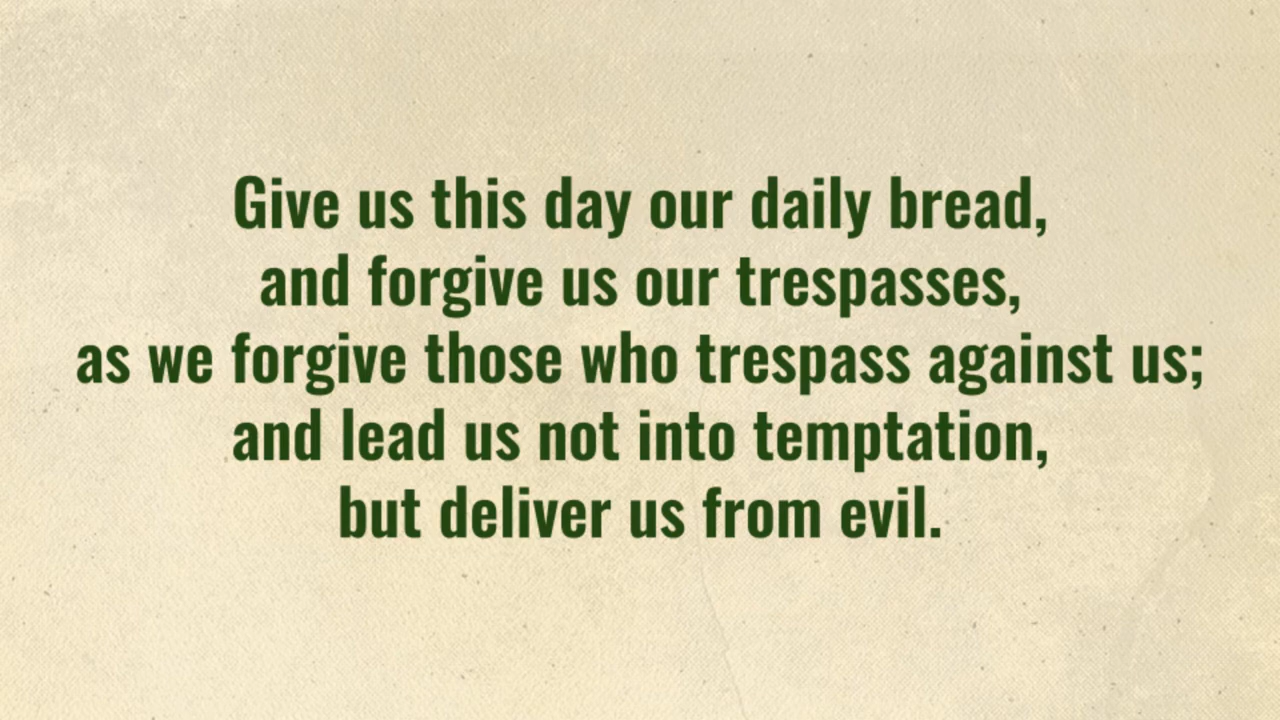 Give us this day our daily bread,
and forgive us our trespasses,
as we forgive those who trespass against us;
and lead us not into temptation,
but deliver us from evil.